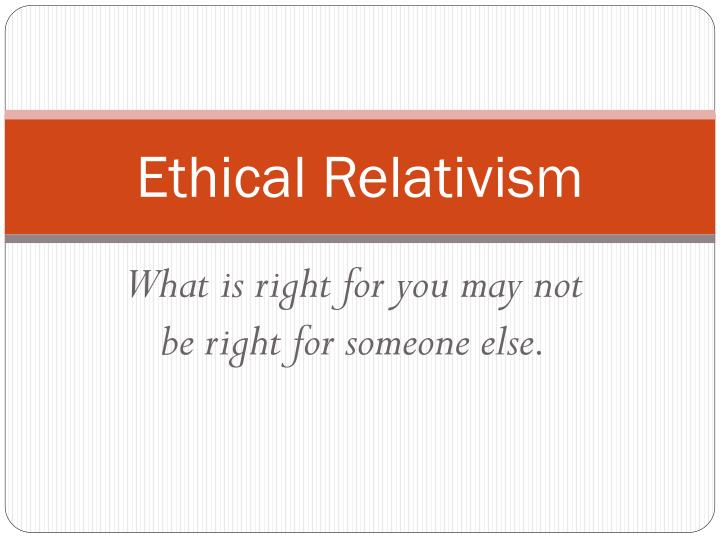 Ethical Relativism
What is right for you may not
be right for someone else.